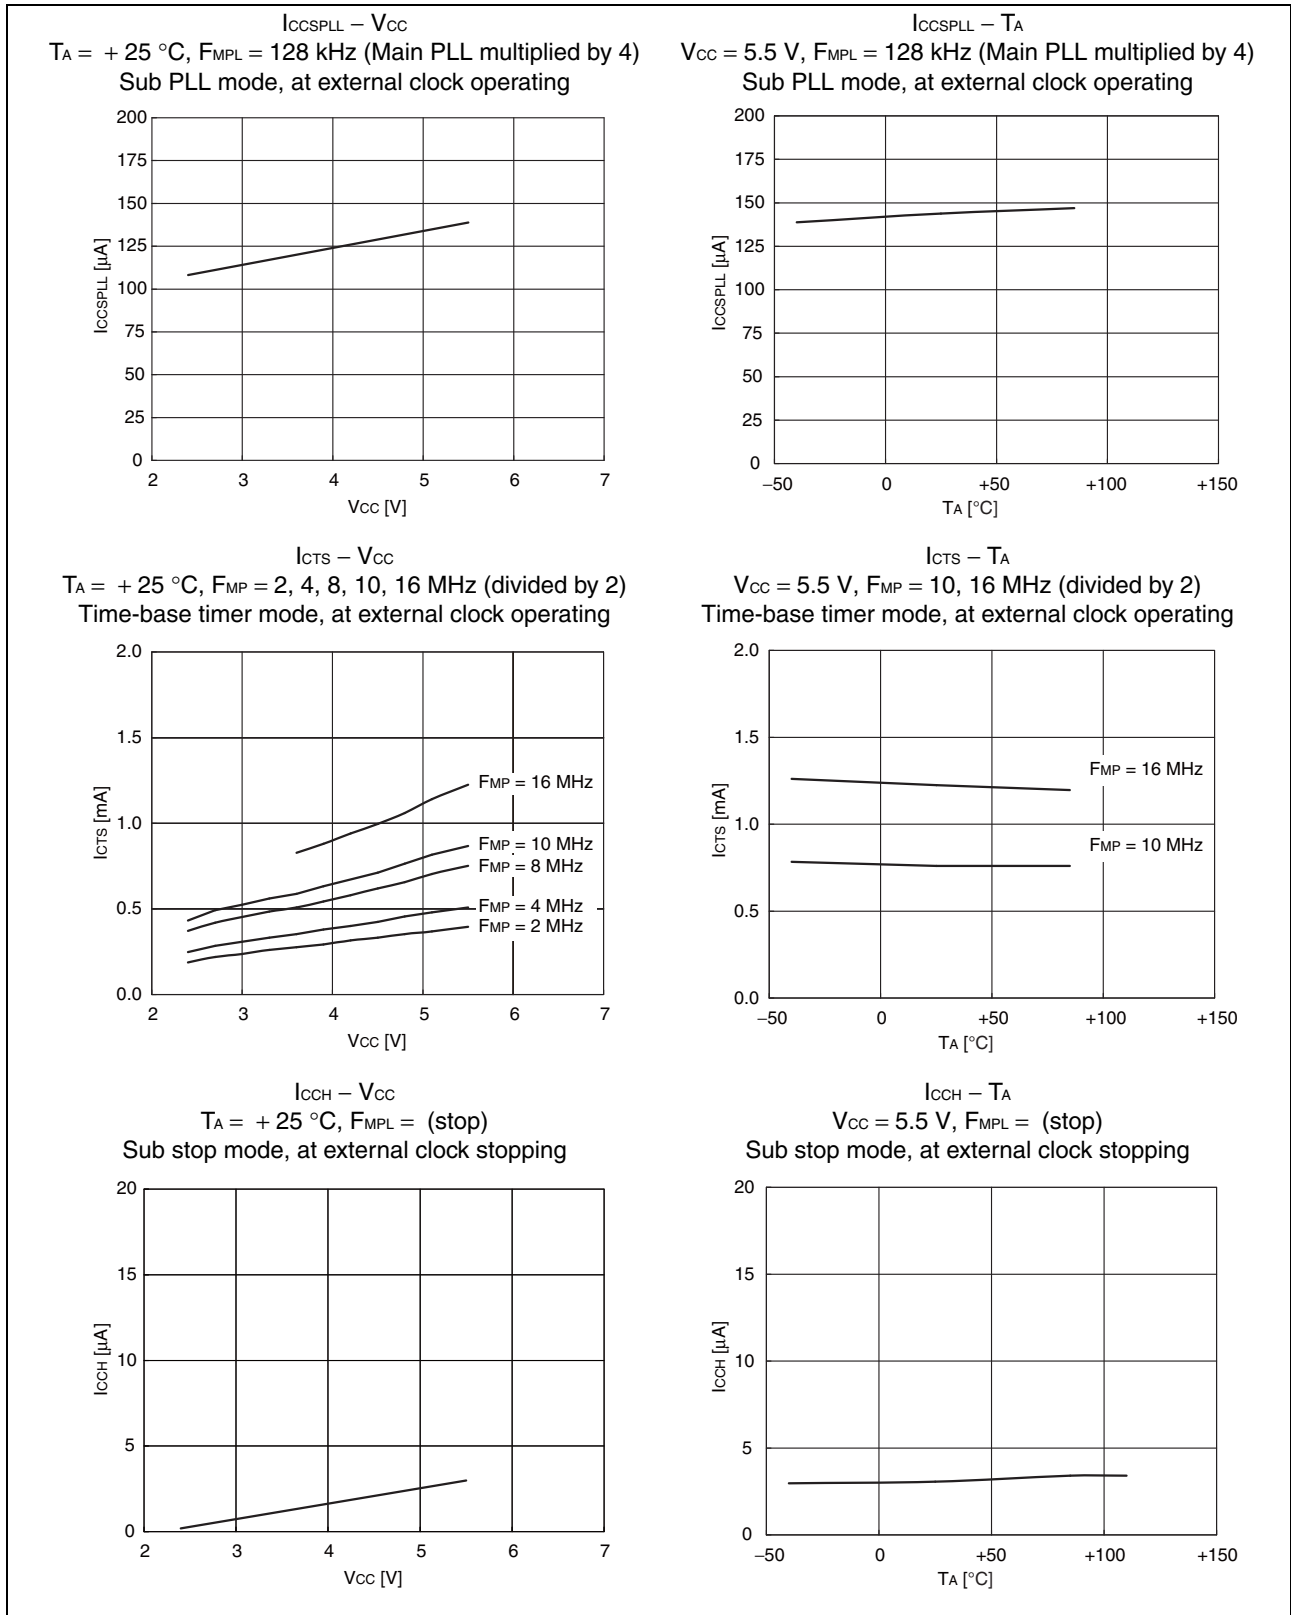 ICCSPLL – VCC
TA = + 25 °C, FMPL = 128 kHz (Main PLL multiplied by 4)
Sub PLL mode, at external clock operating
200
175
150
125
100
75
50
25
0
ICCSPLL [µA]
2 3 4 5 6 7
VCC [V]
ICCSPLL – TA
VCC = 5.5 V, FMPL = 128 kHz (Main PLL multiplied by 4)
Sub PLL mode, at external clock operating
200
175
150
125
100
75
50
25
0
ICCSPLL [µA]
−50 0 +50 +100 +150
TA [°C]
ICTS – VCC
TA = + 25 °C, FMP = 2, 4, 8, 10, 16 MHz (divided by 2)
Time-base timer mode, at external clock operating
2.0
1.5
1.0
0.5
0.0
ICTS [mA]
FMP = 16 MHz
FMP = 10 MHz
FMP = 8 MHz
FMP = 4 MHz
FMP = 2 MHz
2 3 4 5 6 7
VCC [V]
ICTS – TA
VCC = 5.5 V, FMP = 10, 16 MHz (divided by 2)
Time-base timer mode, at external clock operating
2.0
1.5
1.0
0.5
0.0
ICTS [mA]
FMP = 16 MHz
FMP = 10 MHz
−50 0 +50 +100 +150
TA [°C]
ICCH – VCC
TA = + 25 °C, FMPL = (stop)
Sub stop mode, at external clock stopping
20
15
10
5
0
ICCH [µA]
2 3 4 5 6 7
VCC [V]
ICCH – TA
VCC = 5.5 V, FMPL = (stop)
Sub stop mode, at external clock stopping
20
15
10
5
0
ICCH [µA]
−50 0 +50 +100 +150
TA [°C]